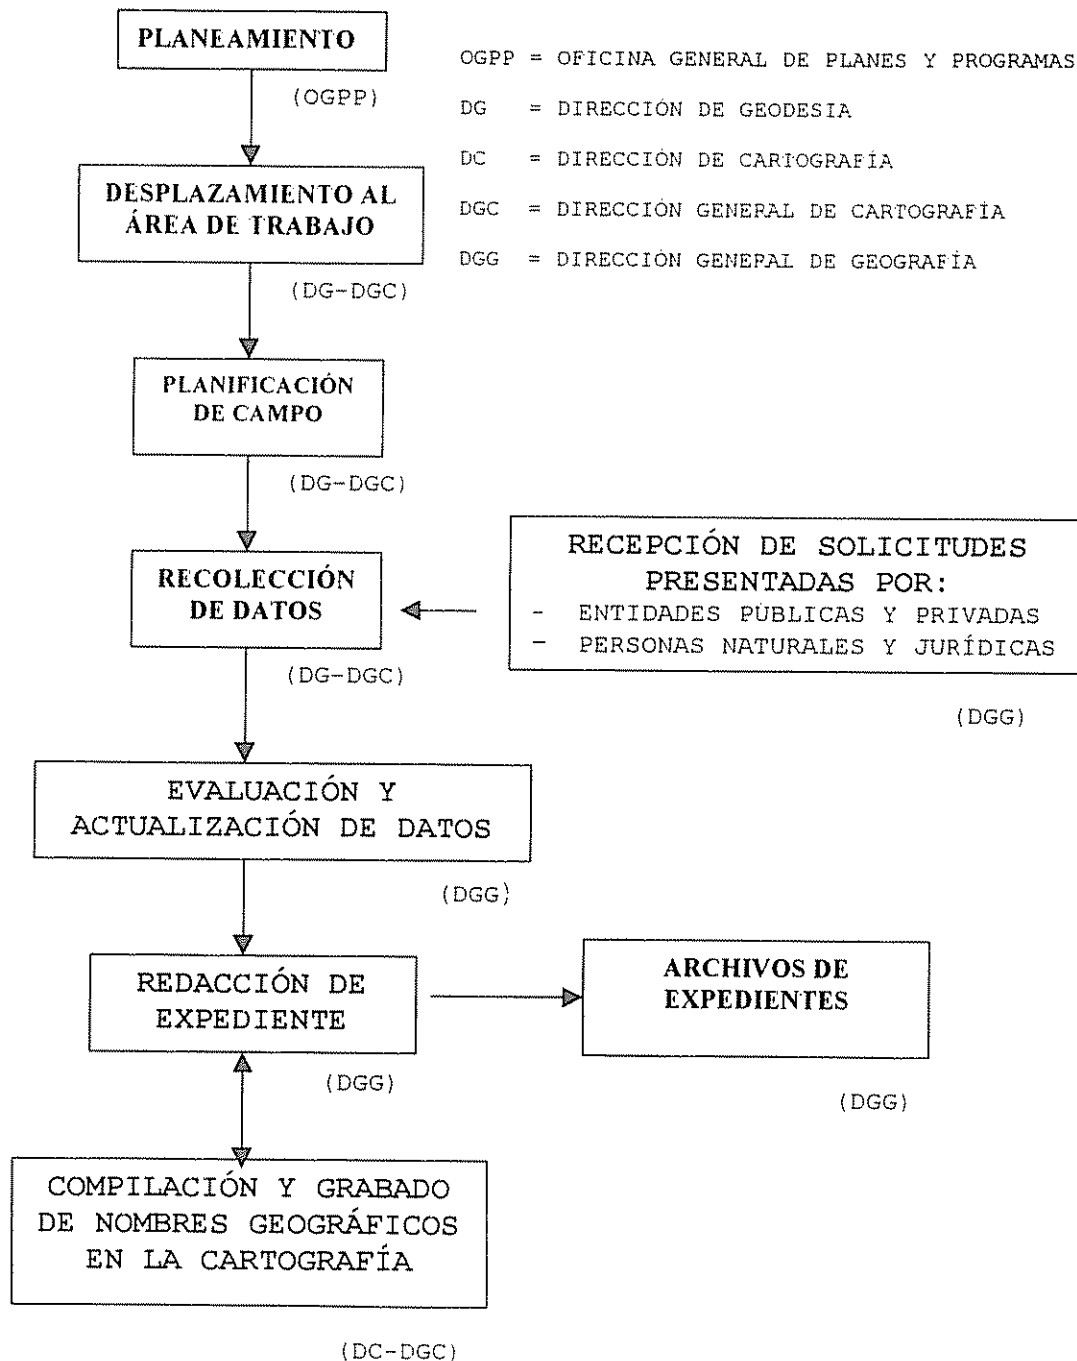 PLANEAMIENTO
(OGPP)
OGPP = OFICINA GENERAL DE PLANES Y PROGRAMAS
DG = DIRECCIÓN DE GEODESIA
DC = DIRECCIÓN DE CARTOGRAFÍA
DGC = DIRECCIÓN GENERAL DE CARTOGRAFÍA
DGG = DIRECCIÓN GENERAL DE GEOGRAFÍA
DESPLAZAMIENTO AL
ÁREA DE TRABAJO
(DG-DGC)
PLANIFICACIÓN
DE CAMPO
(DG-DGC)
RECOLECCIÓN
DE DATOS
(DG-DGC)
RECEPCIÓN DE SOLICITUDES
PRESENTADAS POR:
- ENTIDADES PÚBLICAS Y PRIVADAS
- PERSONAS NATURALES Y JURÍDICAS
(DGG)
EVALUACIÓN Y
ACTUALIZACIÓN DE DATOS
(DGG)
REDACCIÓN DE
EXPEDIENTE
(DGG)
ARCHIVOS DE
EXPEDIENTES
(DGG)
COMPILACIÓN Y GRABADO
DE NOMBRES GEOGRÁFICOS
EN LA CARTOGRAFÍA
(DC-DGC)